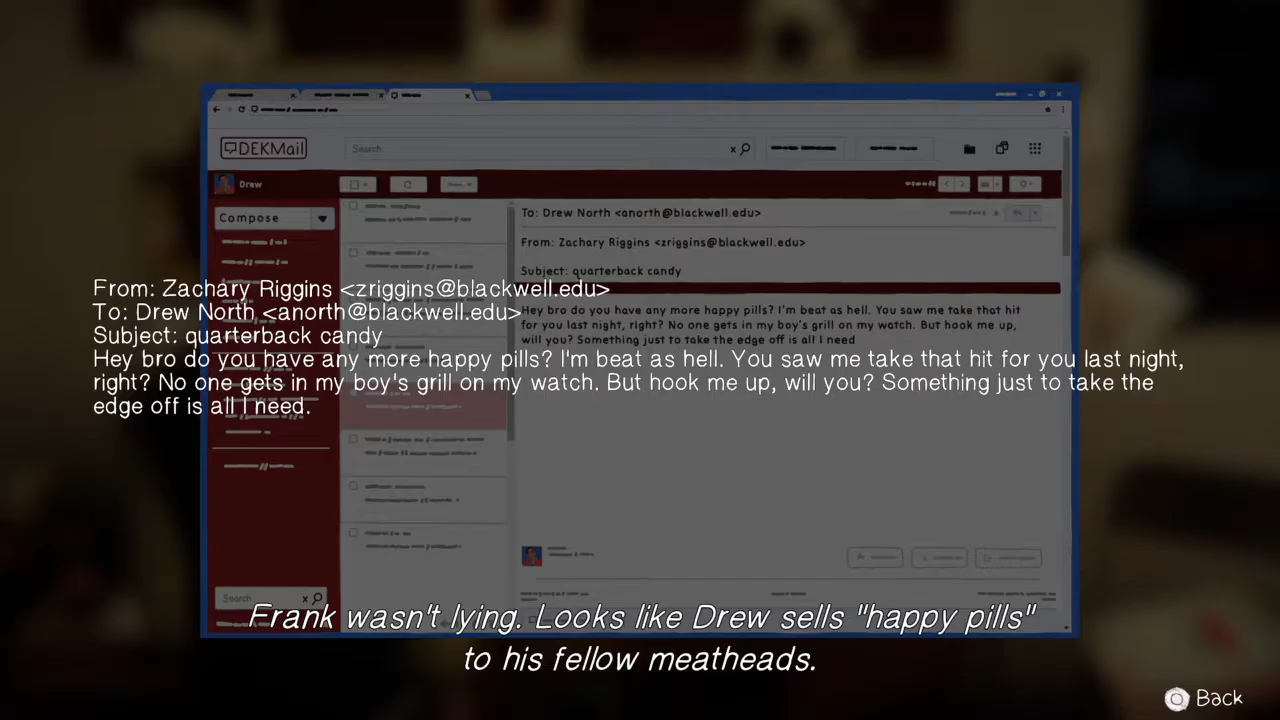 DEKMail
Search
Drew
Compose
To: Drew North <anorth@blackwell.edu>
From: Zachary Riggins <zriggins@blackwell.edu>
Subject: quarterback candy
Hey bro do you have any more happy pills? I'm beat as hell. You saw me take that hit
for you last night, right? No one gets in my boy's grill on my watch. But hook me up,
will you? Something just to take the edge off is all I need
From: Zachary Riggins <zriggins@blackwell.edu>
To: Drew North <anorth@blackwell.edu>
Subject: quarterback candy
Hey bro do you have any more happy pills? I'm beat as hell. You saw me take that hit for you last night,
right? No one gets in my boy's grill on my watch. But hook me up, will you? Something just to take the
edge off is all I need.
Search
Frank wasn't lying. Looks like Drew sells "happy pills"
to his fellow meatheads.
Back